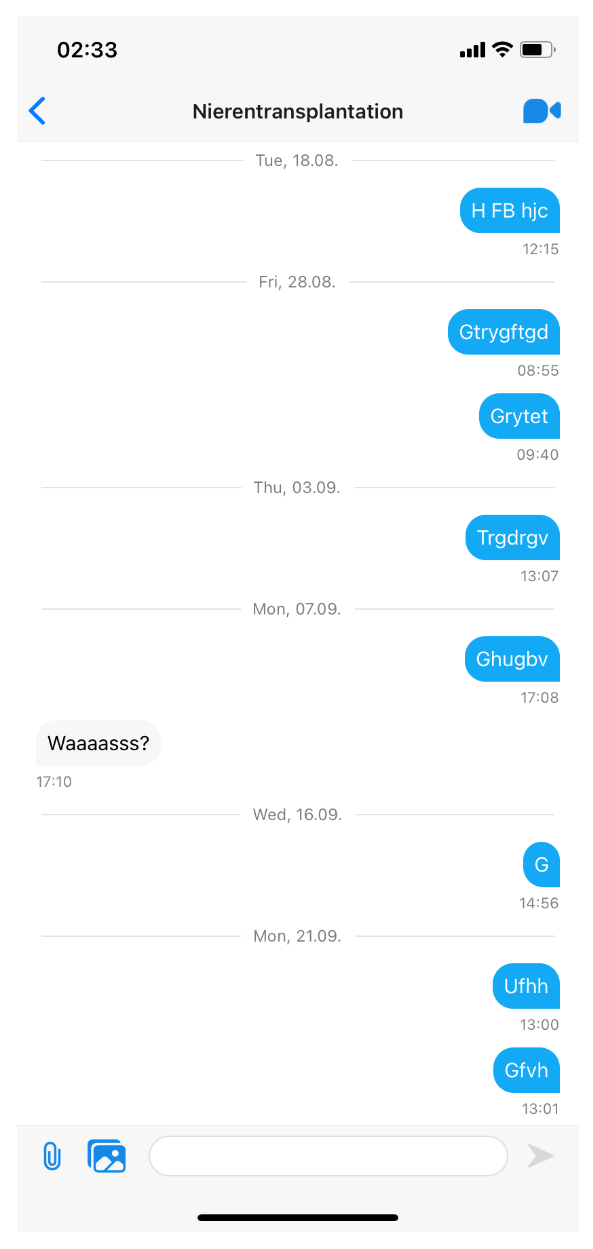 02:33
Nierentransplantation
Tue, 18.08.
H FB hjc
12:15
Fri, 28.08.
Gtrygftgd
08:55
Grytet
09:40
Thu, 03.09.
Trgdrgv
13:07
Mon, 07.09.
Ghugbv
17:08
Waaaasss?
17:10
Wed, 16.09.
G
14:56
Mon, 21.09.
Ufhh
13:00
Gfvh
13:01